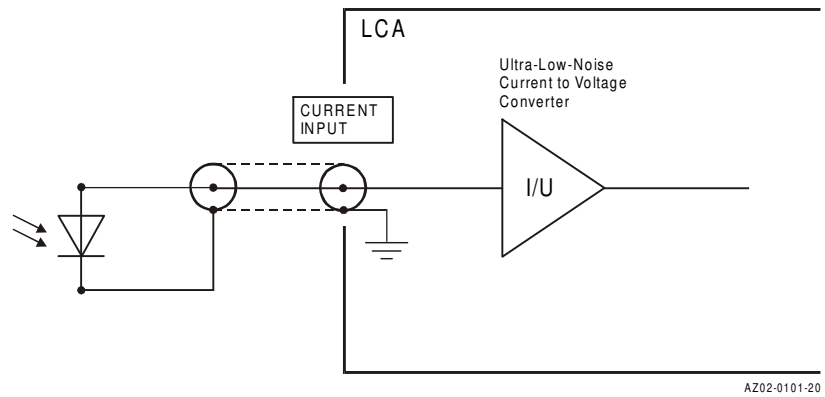 LCA
Ultra-Low-Noise
Current to Voltage
Converter
CURRENT
INPUT
I/U
AZ02-0101-20